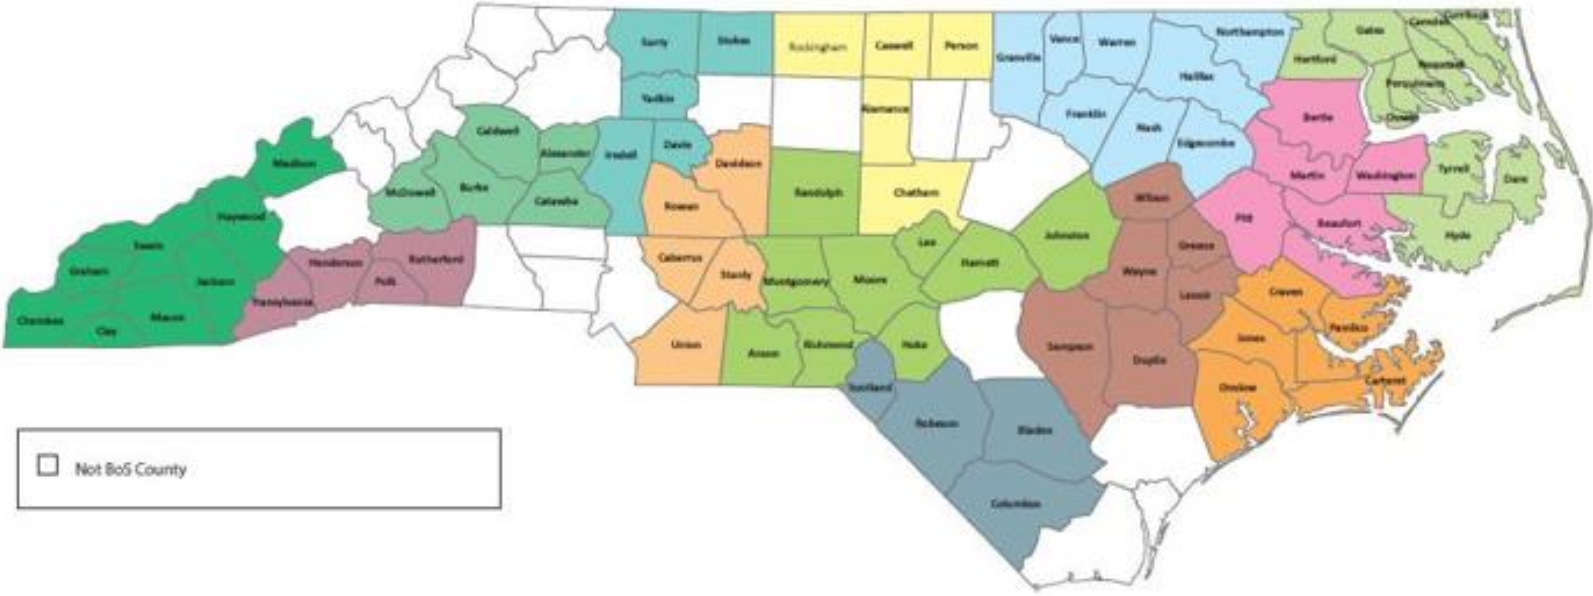 Surry
Stokes
Rockingham
Caswell
Person
Granville
Vance
Warren
Northampton
Halifax
Hertford
Gates
Camden
Currituck
Pasquotank
Perquimans
Chowan
Yadkin
Alamance
Franklin
Nash
Edgecombe
Bertie
Martin
Washington
Tyrrell
Dare
Madison
Caldwell
Alexander
Iredell
Davie
Davidson
McDowell
Burke
Catawba
Rowan
Randolph
Chatham
Wilson
Pitt
Beaufort
Hyde
Haywood
Swain
Graham
Jackson
Henderson
Rutherford
Polk
Transylvania
Cherokee
Clay
Macon
Cabarrus
Stanly
Montgomery
Moore
Lee
Harnett
Johnston
Greene
Wayne
Lenoir
Craven
Pamlico
Jones
Union
Anson
Richmond
Hoke
Sampson
Duplin
Onslow
Carteret
Scotland
Robeson
Bladen
Columbus
Not BoS County